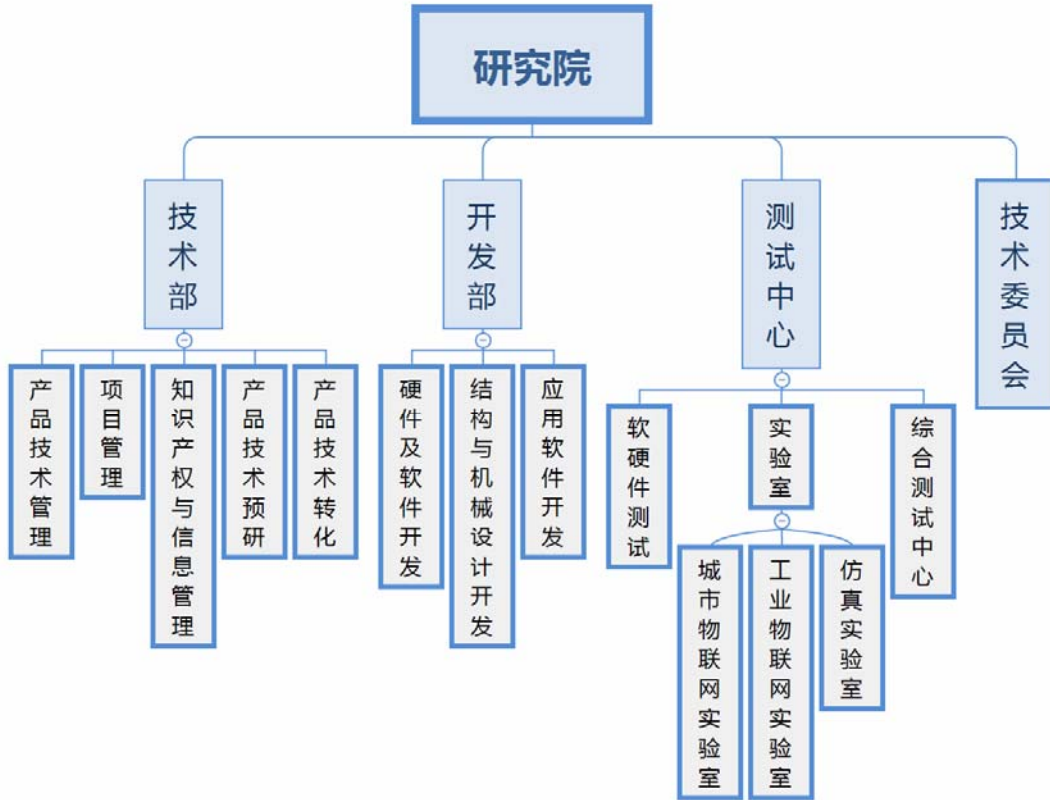 研究院
技术部
开发部
测试中心
技术委员会
产品技术管理
项目管理
知识产权与信息管理
产品技术预研
产品技术转化
硬件及软件开发
结构与机械设计开发
应用软件开发
软硬件测试
实验室
综合测试中心
城市物联网实验室
工业物联网实验室
仿真实验室